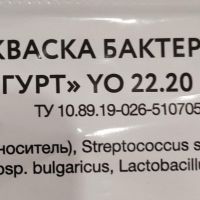 КВАСКА БАКТЕР
ГУРТ» YO 22.20
ТУ 10.89.19-026-510705
носитель), Streptococcus s
sp. bulgaricus, Lactobacillu